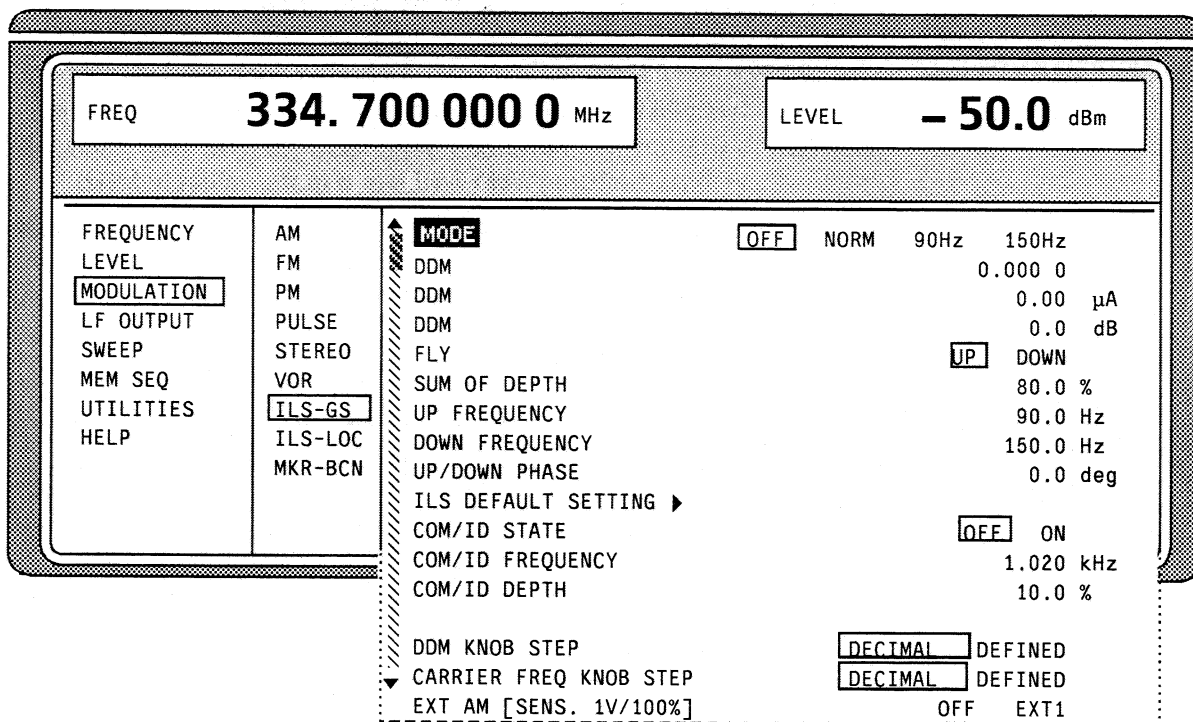 FREQ 334. 700 000 0 MHz
LEVEL – 50.0 dBm
FREQUENCY
LEVEL
MODULATION
LF OUTPUT
SWEEP
MEM SEQ
UTILITIES
HELP
AM
FM
PM
PULSE
STEREO
VOR
ILS-GS
ILS-LOC
MKR-BCN
MODE OFF NORM 90Hz 150Hz
DDM 0.000 0
DDM 0.00 µA
DDM 0.0 dB
FLY UP DOWN
SUM OF DEPTH 80.0 %
UP FREQUENCY 90.0 Hz
DOWN FREQUENCY 150.0 Hz
UP/DOWN PHASE 0.0 deg
ILS DEFAULT SETTING ▶
COM/ID STATE OFF ON
COM/ID FREQUENCY 1.020 kHz
COM/ID DEPTH 10.0 %
DDM KNOB STEP DECIMAL DEFINED
CARRIER FREQ KNOB STEP DECIMAL DEFINED
EXT AM [SENS. 1V/100%] OFF EXT1